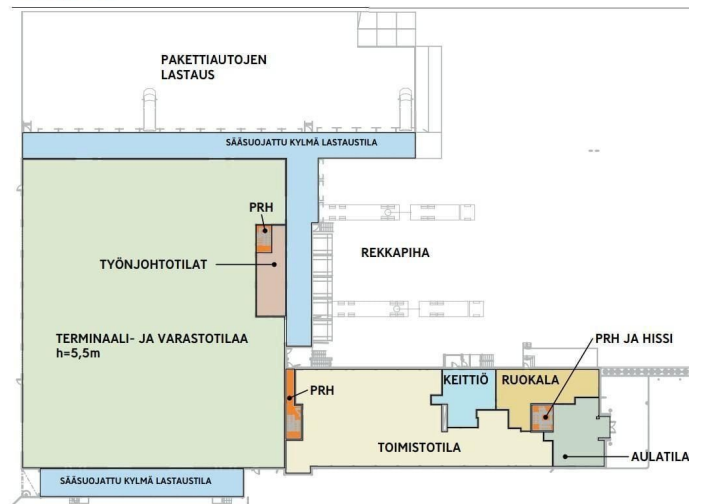 PAKETTIAUTOJEN
LASTAUS
SÄÄSUOJATTU KYLMÄ LASTAUSTILA
PRH
TYÖNJOHTOTILAT
REKKAPIHA
TERMINAALI- JA VARASTOTILAA
h=5,5m
PRH JA HISSI
PRH
KEITTIÖ
RUOKALA
TOIMISTOTILA
AULATILA
SÄÄSUOJATTU KYLMÄ LASTAUSTILA